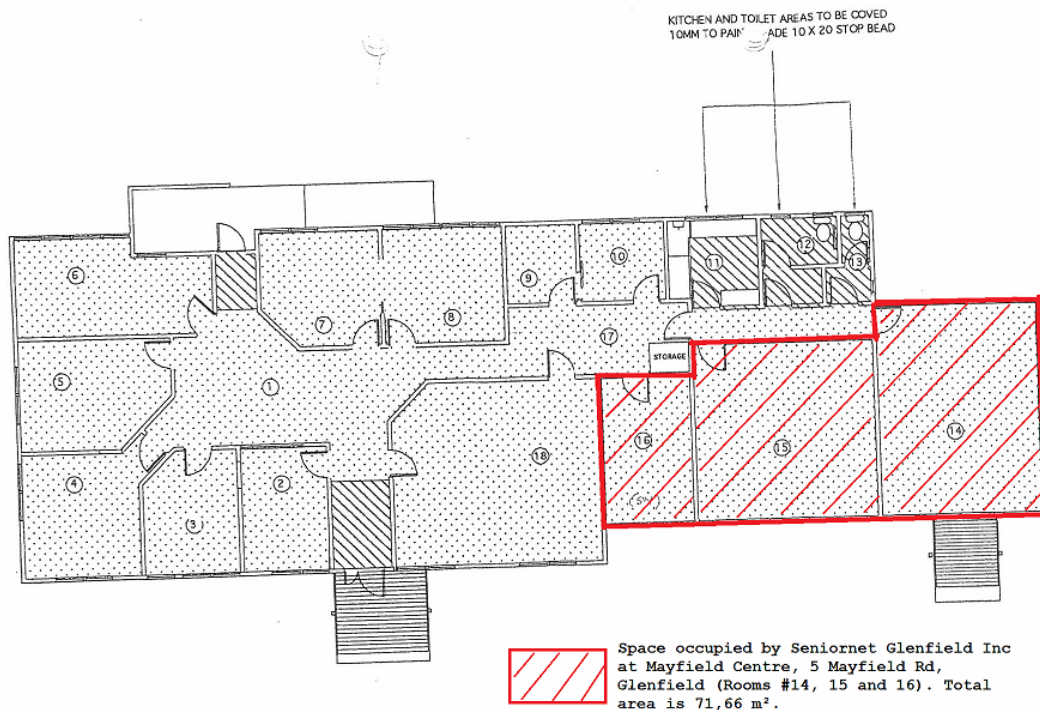 KITCHEN AND TOILET AREAS TO BE COVED
10MM TO ADE 10 X 20 STOP BEAD
6
7
8
9
10
11
12
13
5
1
17
STORAGE
4
3
2
18
16
15
14
Space occupied by Seniornet Glenfield Inc
at Mayfield Centre, 5 Mayfield Rd,
Glenfield (Rooms #14, 15 and 16). Total
area is 71,66 m².